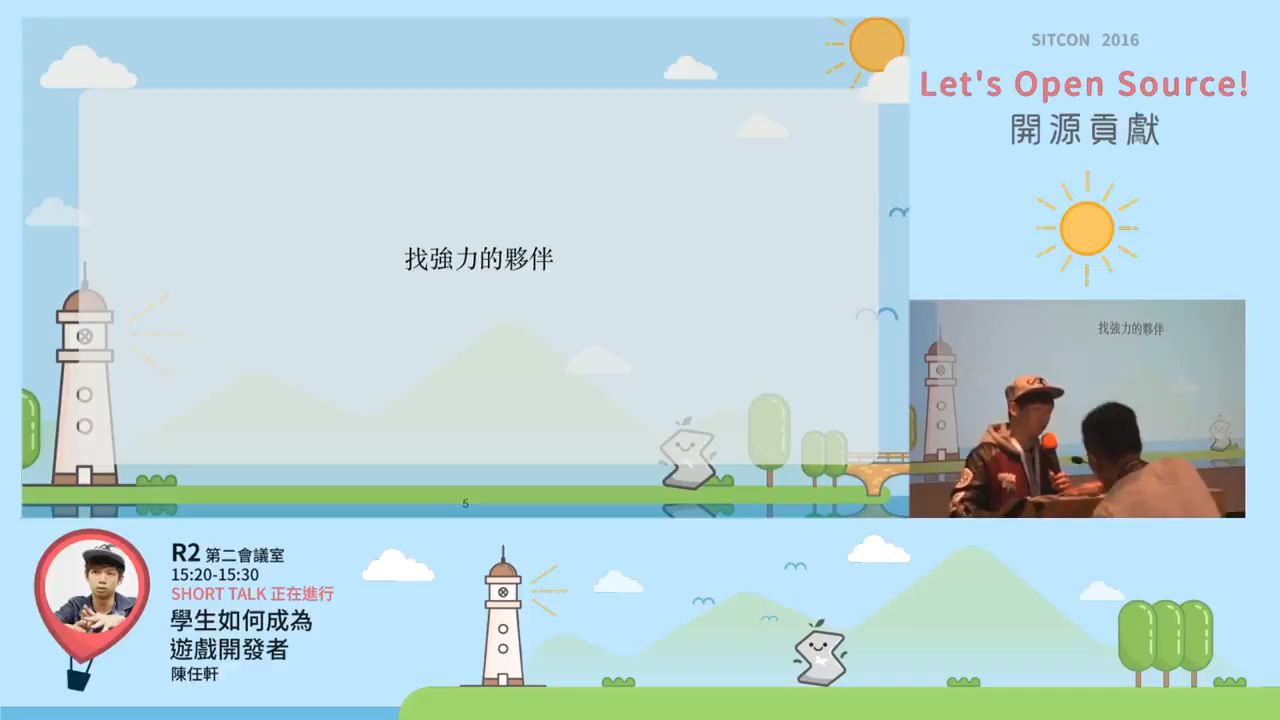 找強力的夥伴
5
SITCON 2016
Let's Open Source!
開源貢獻
找強力的夥伴
R2 第二會議室
15:20-15:30
SHORT TALK 正在進行
學生如何成為
遊戲開發者
陳任軒